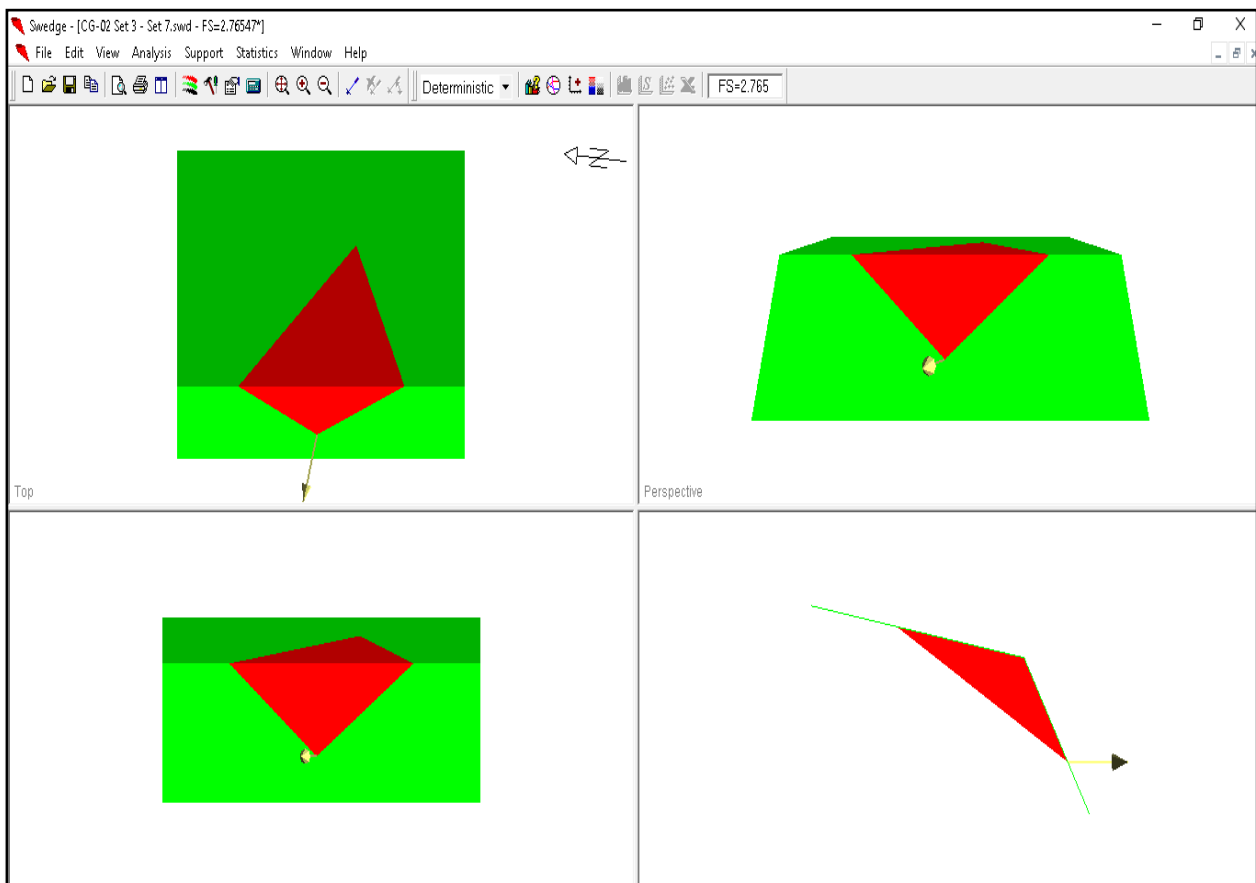 Swedge - [CG-02 Set 3 - Set 7.swd - FS=2.76547*]
File Edit View Analysis Support Statistics Window Help
Deterministic FS=2.765
N
Top
Perspective